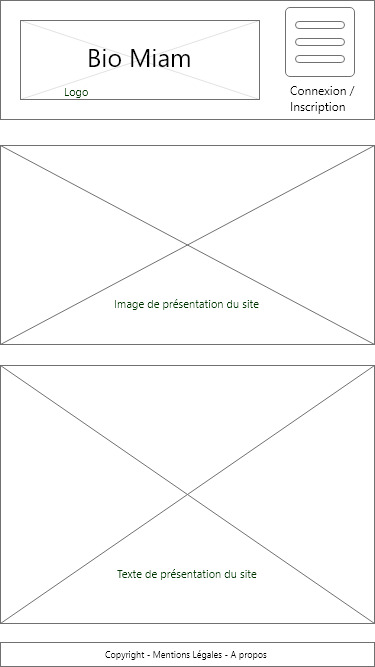 Bio Miam
Logo
Connexion /
Inscription
Image de présentation du site
Texte de présentation du site
Copyright - Mentions Légales - A propos